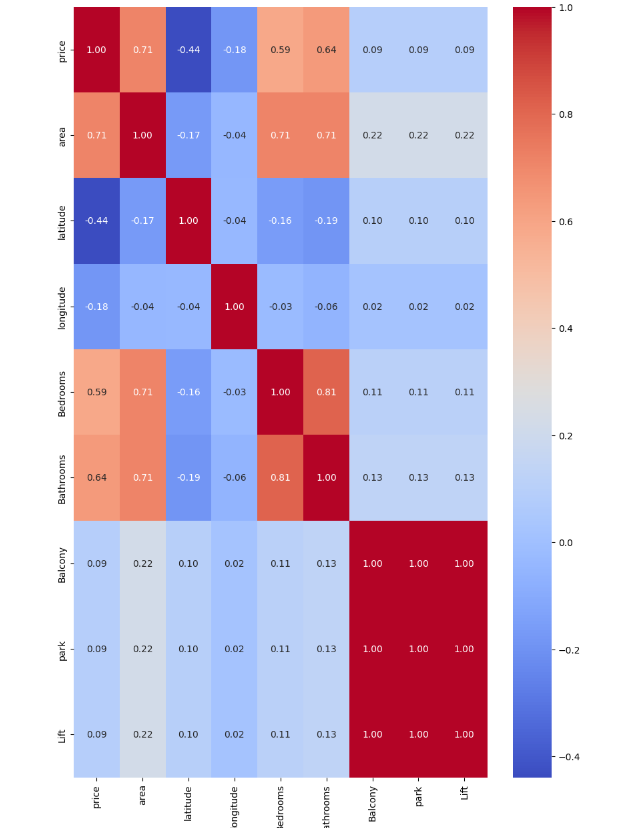 1.0
price 1.00 0.71 -0.44 -0.18 0.59 0.64 0.09 0.09 0.09
0.8
area 0.71 1.00 -0.17 -0.04 0.71 0.71 0.22 0.22 0.22
latitude -0.44 -0.17 1.00 -0.04 -0.16 -0.19 0.10 0.10 0.10
0.6
longitude -0.18 -0.04 -0.04 1.00 -0.03 -0.06 0.02 0.02 0.02
0.4
Bedrooms 0.59 0.71 -0.16 -0.03 1.00 0.81 0.11 0.11 0.11
0.2
Bathrooms 0.64 0.71 -0.19 -0.06 0.81 1.00 0.13 0.13 0.13
0.0
Balcony 0.09 0.22 0.10 0.02 0.11 0.13 1.00 1.00 1.00
park 0.09 0.22 0.10 0.02 0.11 0.13 1.00 1.00 1.00
−0.2
Lift 0.09 0.22 0.10 0.02 0.11 0.13 1.00 1.00 1.00
−0.4
price area latitude ongitude edrooms athrooms Balcony park Lift